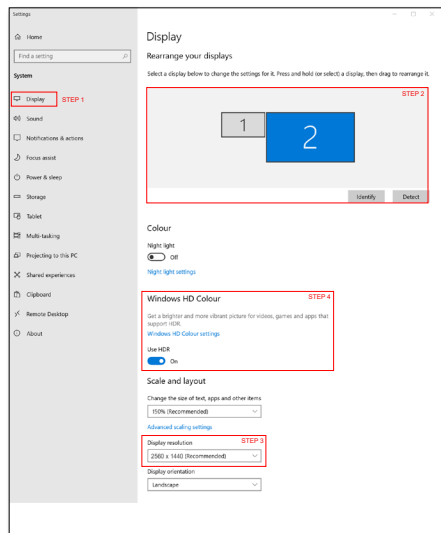 Settings
Home
Find a setting
System
Display STEP 1
Sound
Notifications & actions
Focus assist
Power & sleep
Storage
Tablet
Multi-tasking
Projecting to this PC
Shared experiences
Clipboard
Remote Desktop
About
Display
Rearrange your displays
Select a display below to change the settings for it. Press and hold (or select) a display, then drag to rearrange it.
STEP 2
1 2
Identify Detect
Colour
Night light
Off
Night light settings
Windows HD Colour STEP 4
Get a brighter and more vibrant picture for videos, games and apps that
support HDR.
Windows HD Colour settings
Use HDR
On
Scale and layout
Change the size of text, apps and other items
150% (Recommended)
Advanced scaling settings
Display resolution STEP 3
2560 x 1440 (Recommended)
Display orientation
Landscape